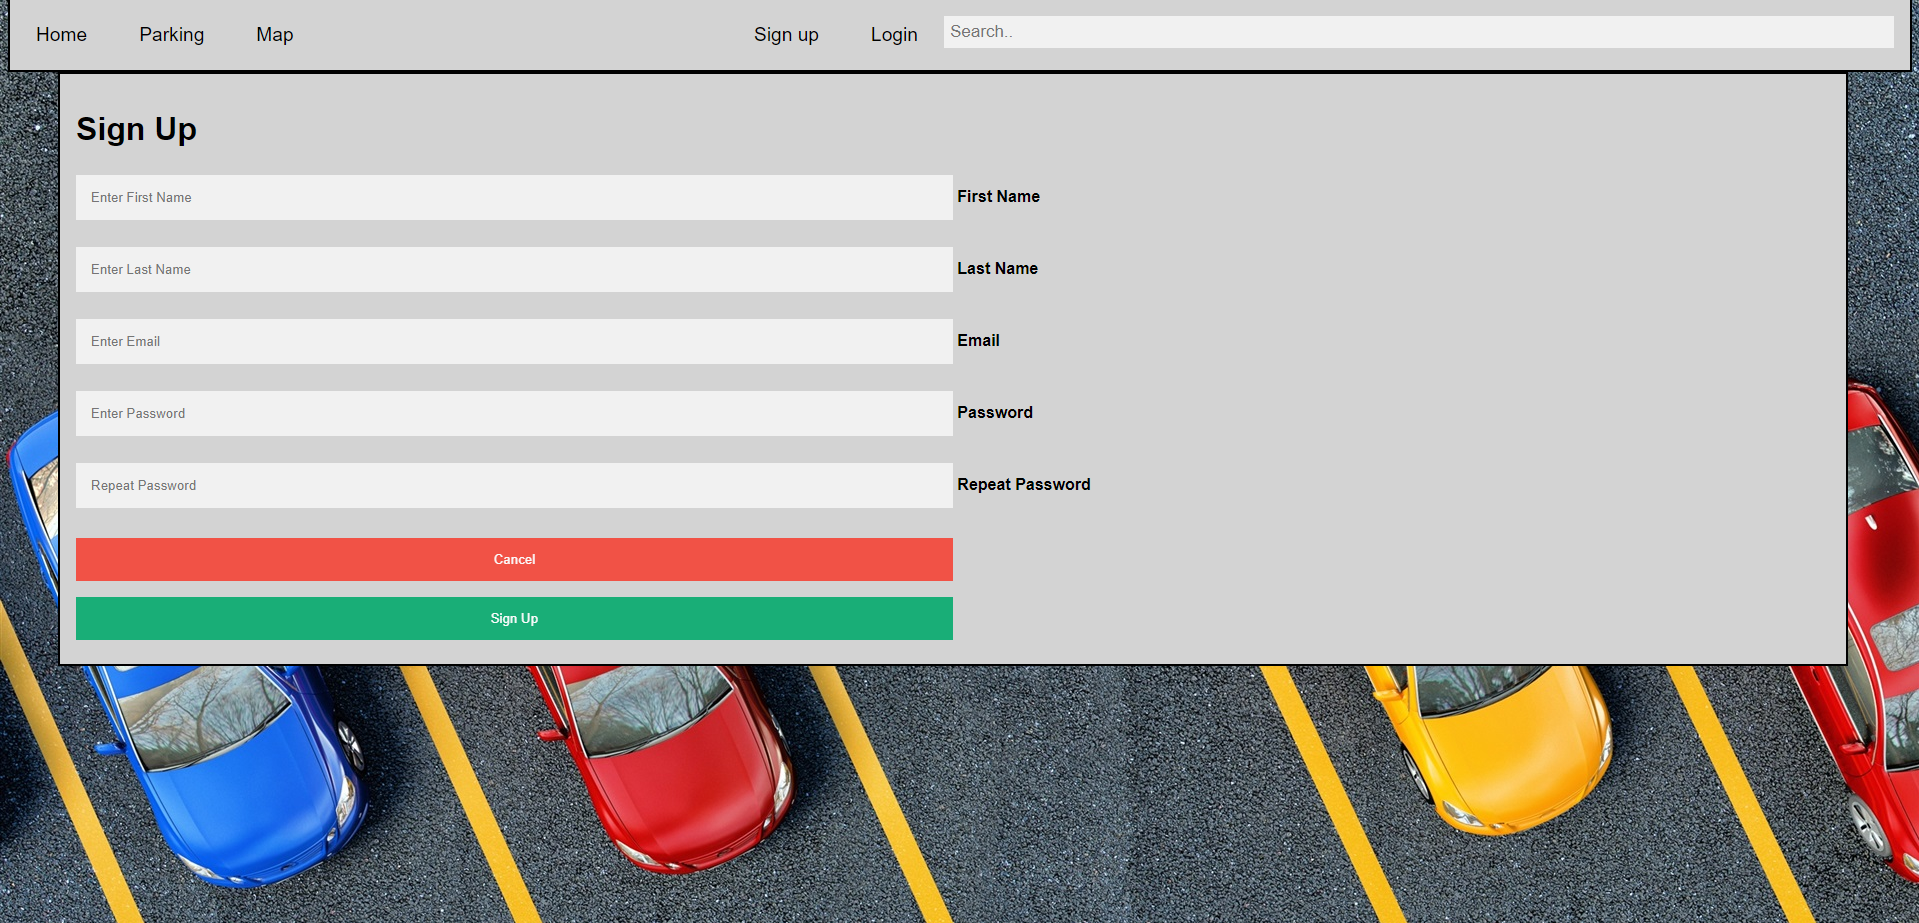 Home Parking Map Sign up Login Search..
Sign Up
Enter First Name First Name
Enter Last Name Last Name
Enter Email Email
Enter Password Password
Repeat Password Repeat Password
Cancel
Sign Up